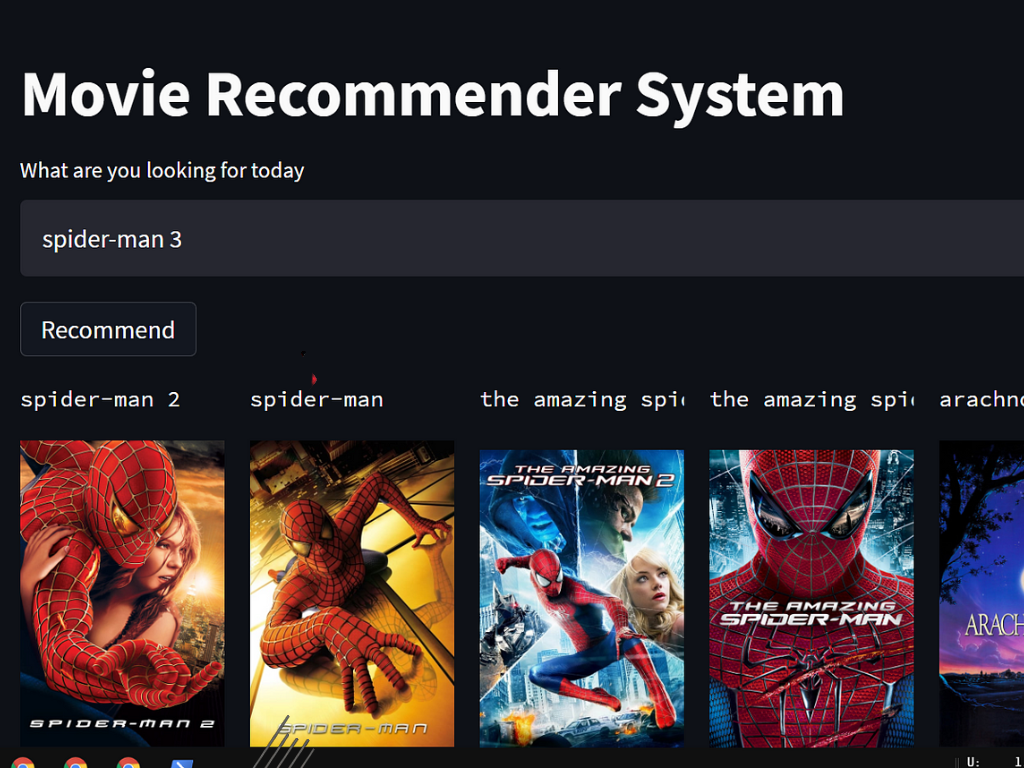 Movie Recommender System
What are you looking for today
spider-man 3
Recommend
spider-man 2
spider-man
the amazing spi
the amazing spi
arachn
SPIDER-MAN 2
SPIDER-MAN
THE AMAZING
SPIDER-MAN 2
THE AMAZING
SPIDER-MAN
ARACH
U: 1